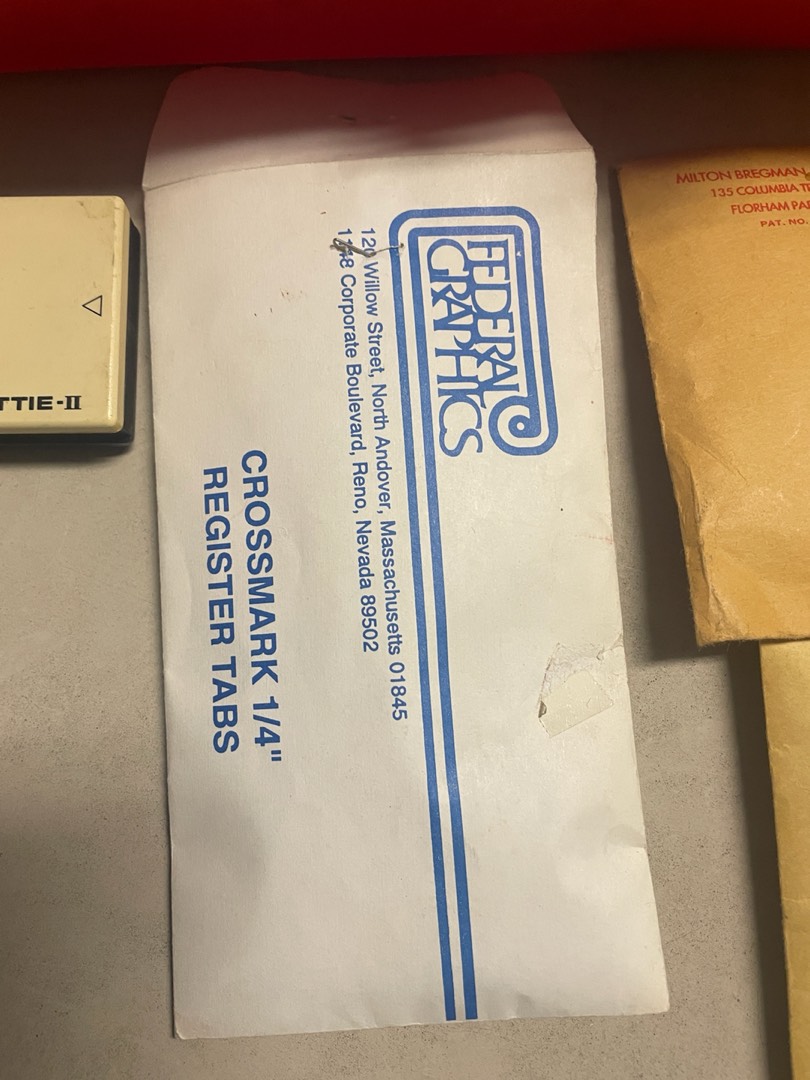 FEDERAL
GRAPHICS
120 Willow Street, North Andover, Massachusetts 01845
Corporate Boulevard, Reno, Nevada 89502
CROSSMARK 1/4"
REGISTER TABS
TTIE-II
MILTON BREGMAN
135 COLUMBIA
FLORHAM
PAT. NO.